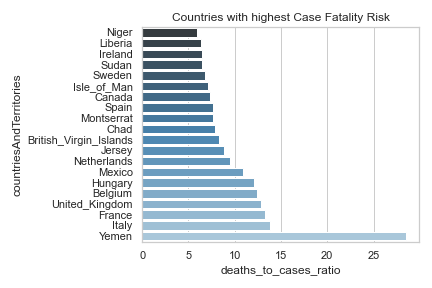 Countries with highest Case Fatality Risk
countriesAndTerritories
Niger
Liberia
Ireland
Sudan
Sweden
Isle_of_Man
Canada
Spain
Montserrat
Chad
British_Virgin_Islands
Jersey
Netherlands
Mexico
Hungary
Belgium
United_Kingdom
France
Italy
Yemen
0 5 10 15 20 25
deaths_to_cases_ratio